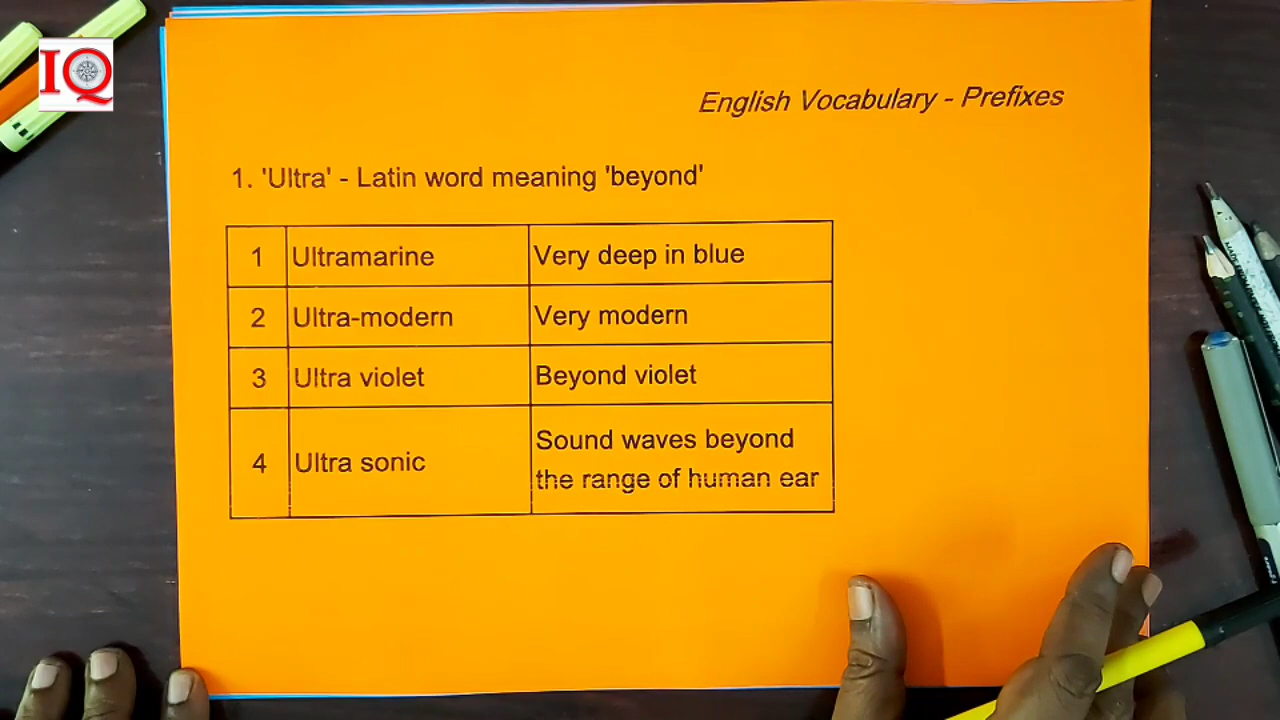 IQ
English Vocabulary - Prefixes
1. 'Ultra' - Latin word meaning 'beyond'
1 Ultramarine Very deep in blue
2 Ultra-modern Very modern
3 Ultra violet Beyond violet
4 Ultra sonic Sound waves beyond
the range of human ear